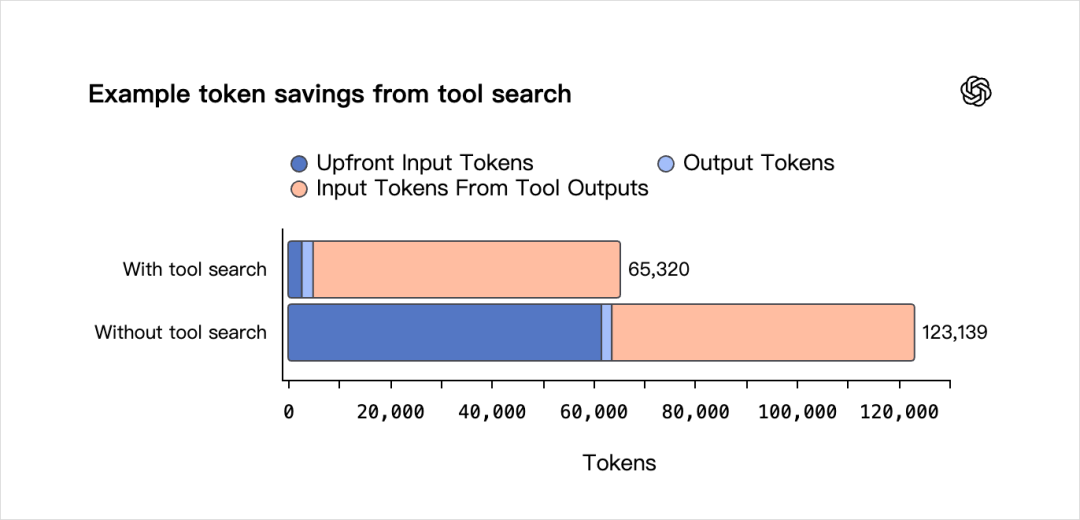 Example token savings from tool search
Upfront Input Tokens
Output Tokens
Input Tokens From Tool Outputs
With tool search
65,320
Without tool search
123,139
0
20,000
40,000
60,000
80,000
100,000
120,000
Tokens